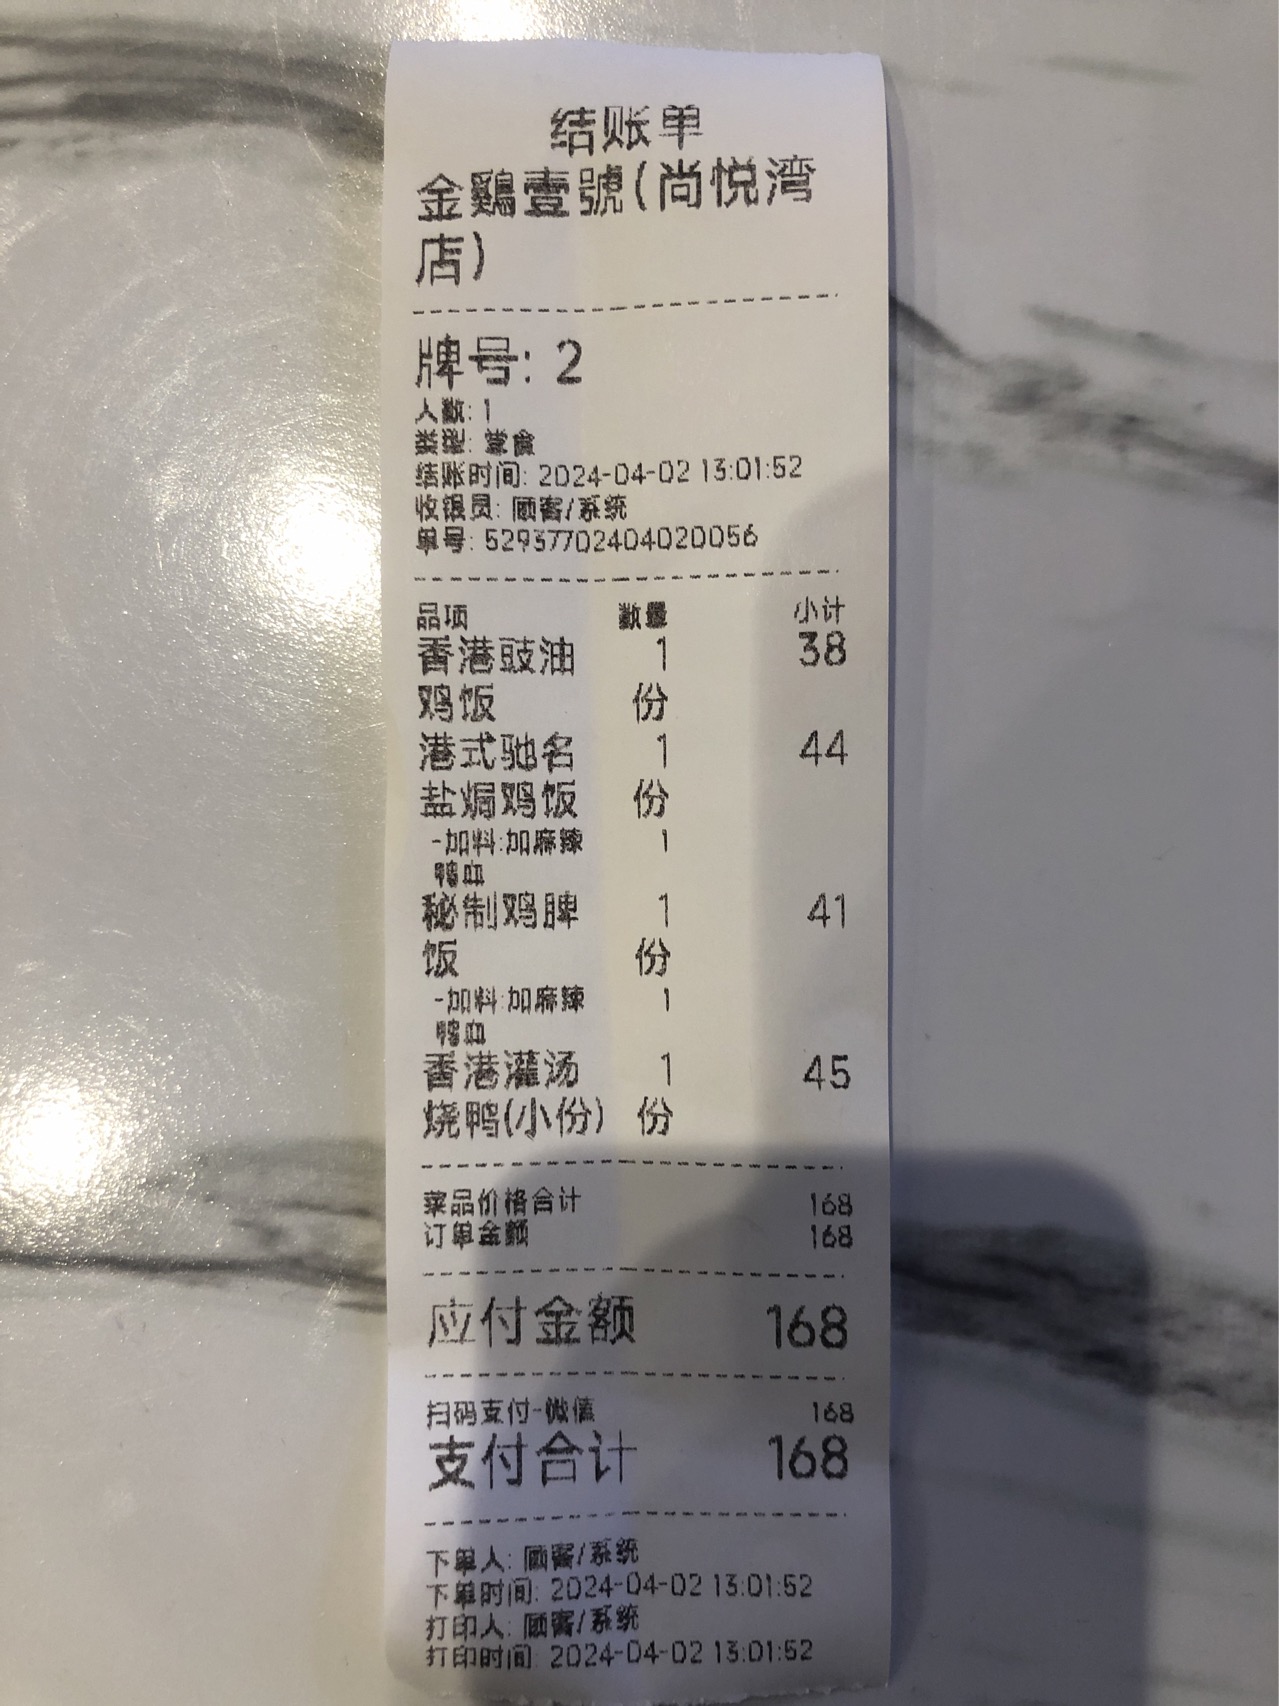 结账单
金鷄壹號(尚悦湾
店)
牌号: 2
人数: 1
类型: 堂食
结账时间: 2024-04-02 13:01:52
收银员: 顾客/系统
单号: 52937702404020056
品项 数量 小计
香港豉油 1 38
鸡饭 份
港式驰名 1 44
盐焗鸡饭 份
-加料:加麻辣 1
鸭血
秘制鸡脾 1 41
饭 份
-加料:加麻辣 1
鸭血
香港灌汤 1 45
烧鸭(小份) 份
菜品价格合计 168
订单金额 168
应付金额 168
扫码支付-微信 168
支付合计 168
下单人: 顾客/系统
下单时间: 2024-04-02 13:01:52
打印人: 顾客/系统
打印时间: 2024-04-02 13:01:52